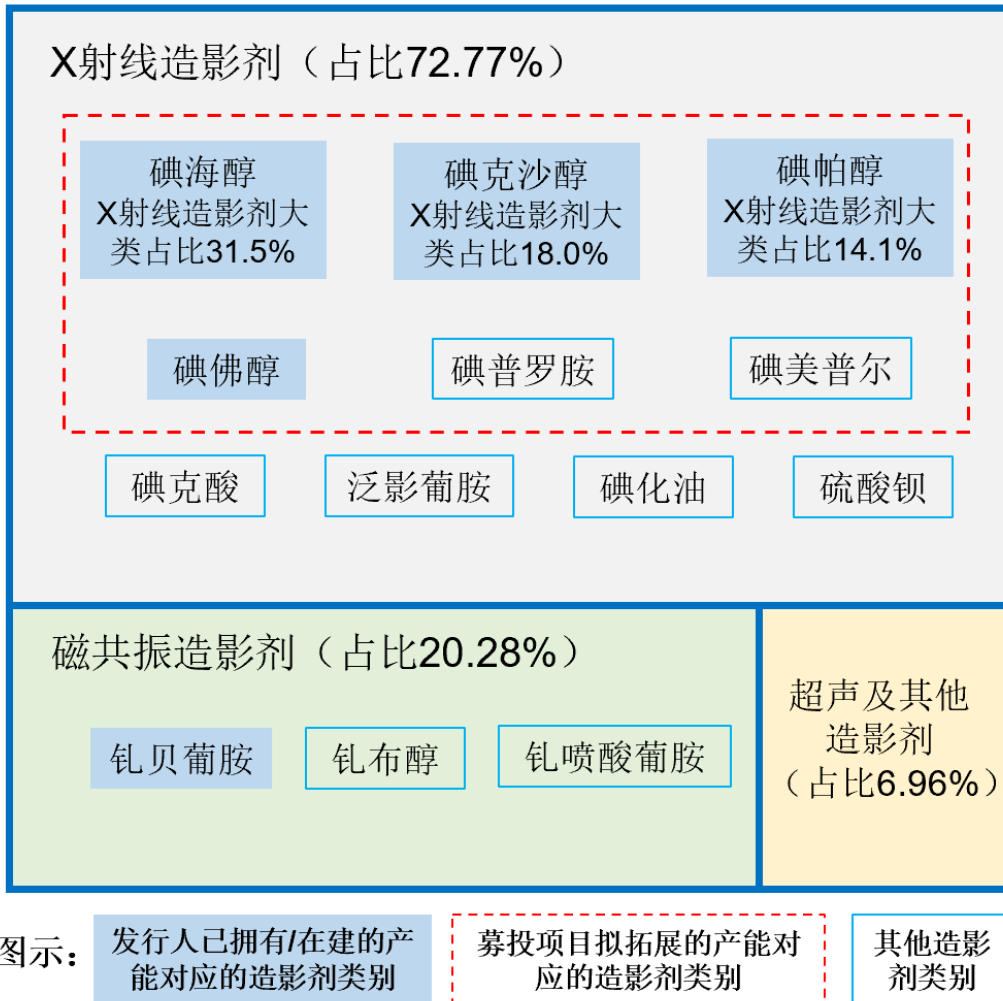 X射线造影剂（占比72.77%）
碘海醇
X射线造影剂大
类占比31.5%
碘克沙醇
X射线造影剂大
类占比18.0%
碘帕醇
X射线造影剂大
类占比14.1%
碘佛醇
碘普罗胺
碘美普尔
碘克酸
泛影葡胺
碘化油
硫酸钡
磁共振造影剂（占比20.28%）
钆贝葡胺
钆布醇
钆喷酸葡胺
超声及其他
造影剂
（占比6.96%）
图示：
发行人已拥有/在建的产
能对应的造影剂类别
募投项目拟拓展的产能对
应的造影剂类别
其他造影
剂类别